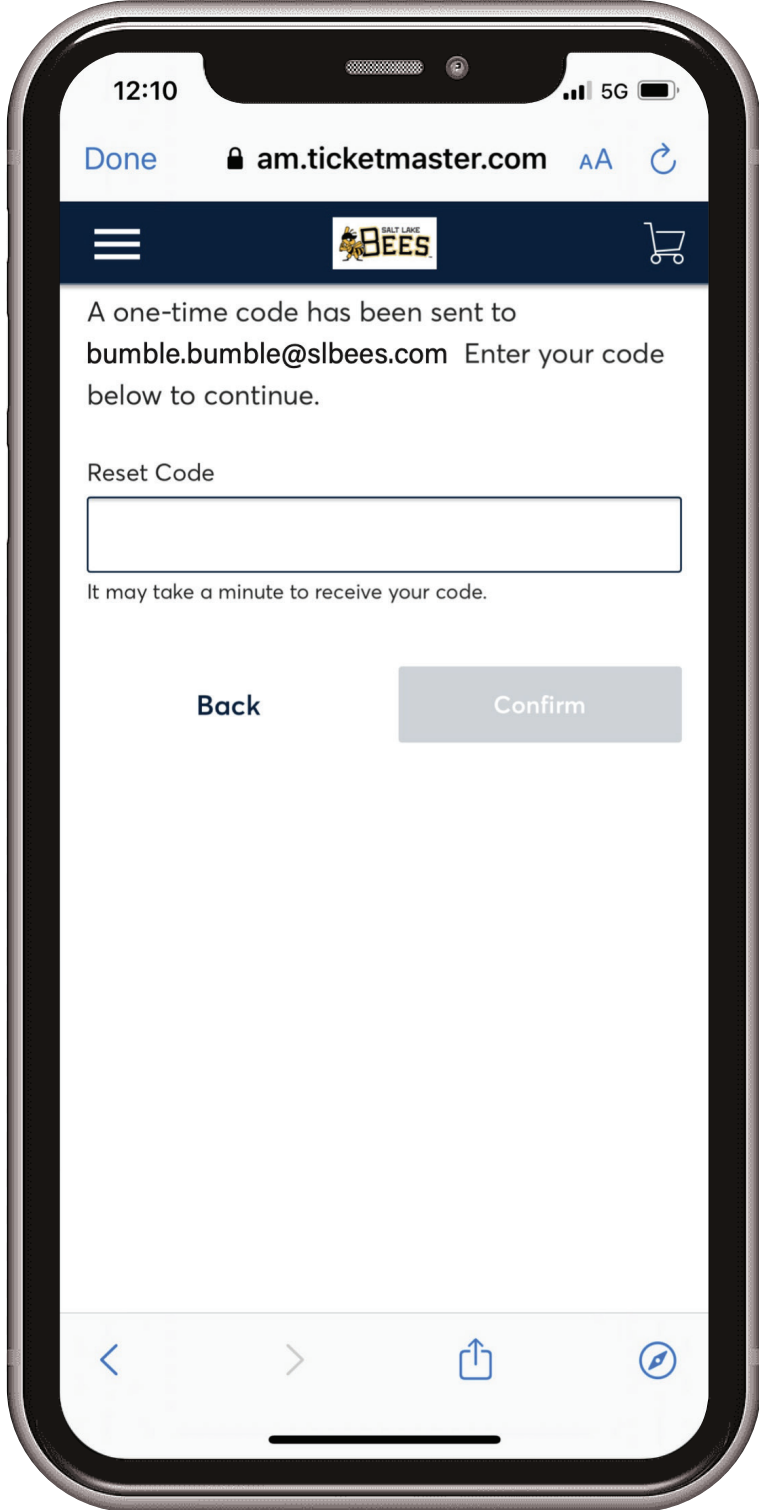 12:10
5G
Done
am.ticketmaster.com
AA
SALT LAKE
BEES
A one-time code has been sent to
bumble.bumble@slbees.com Enter your code
below to continue.
Reset Code
It may take a minute to receive your code.
Back
Confirm